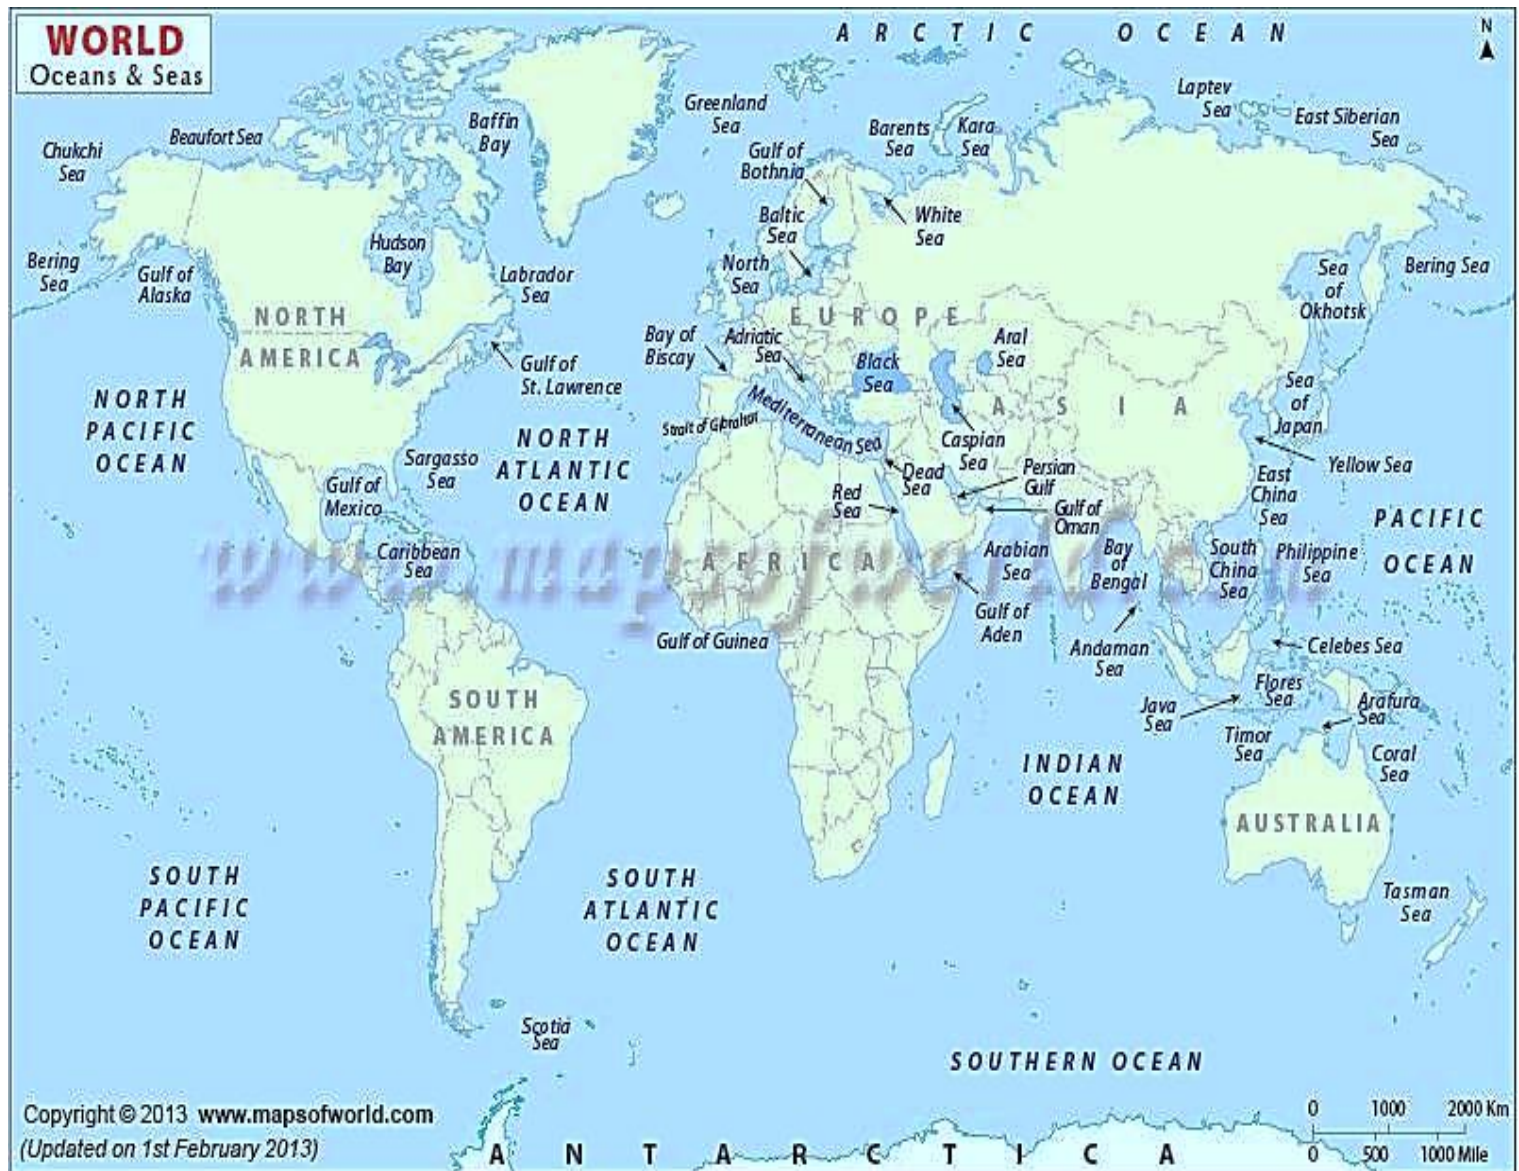 WORLD
Oceans & Seas
ARCTIC OCEAN
N
Greenland
Sea
Laptev
Sea
East Siberian
Sea
Barents
Sea
Kara
Sea
Baffin
Bay
Beaufort Sea
Chukchi
Sea
Gulf of
Bothnia
White
Sea
Baltic
Sea
North
Sea
Hudson
Bay
Bering
Sea
Gulf of
Alaska
Labrador
Sea
Sea
of
Okhotsk
Bering Sea
NORTH
AMERICA
EUROPE
Bay of
Biscay
Adriatic
Sea
Black
Sea
Aral
Sea
Gulf of
St. Lawrence
ASIA
Sea
of
Japan
NORTH
PACIFIC
OCEAN
NORTH
ATLANTIC
OCEAN
Strait of Gibraltar
Mediterranean Sea
Caspian
Sea
Dead
Sea
Persian
Gulf
Yellow Sea
Sargasso
Sea
Gulf of
Mexico
Red
Sea
Gulf of
Oman
East
China
Sea
PACIFIC
OCEAN
www.mapsofworld.com
Caribbean
Sea
AFRICA
Arabian
Sea
Bay
of
Bengal
South
China
Sea
Philippine
Sea
Gulf of
Aden
Gulf of Guinea
Andaman
Sea
Celebes Sea
SOUTH
AMERICA
Java
Sea
Flores
Sea
Arafura
Sea
Timor
Sea
Coral
Sea
INDIAN
OCEAN
AUSTRALIA
SOUTH
PACIFIC
OCEAN
SOUTH
ATLANTIC
OCEAN
Tasman
Sea
Scotia
Sea
SOUTHERN OCEAN
Copyright © 2013 www.mapsofworld.com
(Updated on 1st February 2013)
ANTARCTICA
0 1000 2000 Km
0 500 1000 Mile